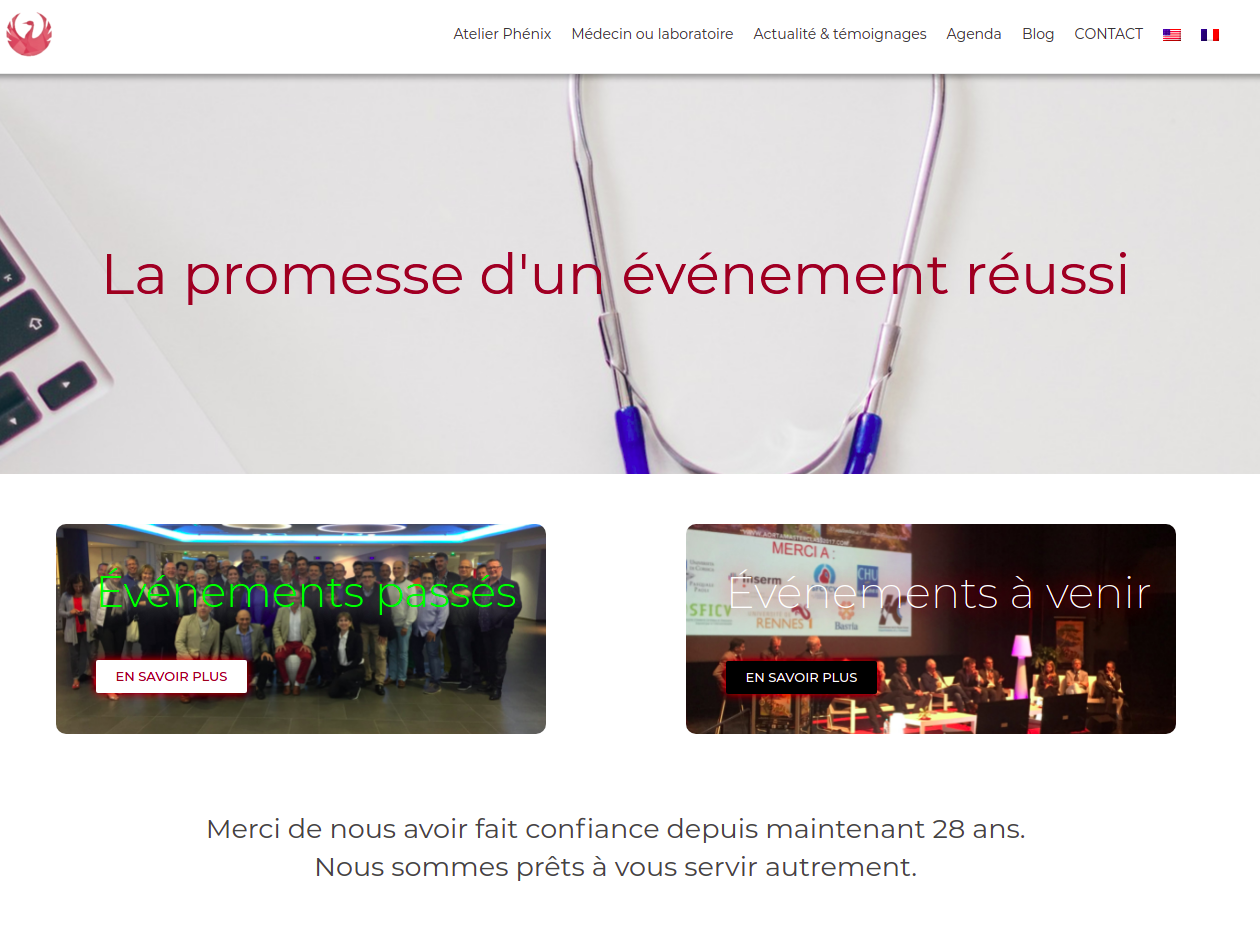 Atelier Phénix Médecin ou laboratoire Actualité & témoignages Agenda Blog CONTACT
La promesse d'un événement réussi
Événements passés
EN SAVOIR PLUS
MERCI A :
Inserm
CHU
SFICV
RENNES 1
Événements à venir
EN SAVOIR PLUS
Merci de nous avoir fait confiance depuis maintenant 28 ans.
Nous sommes prêts à vous servir autrement.